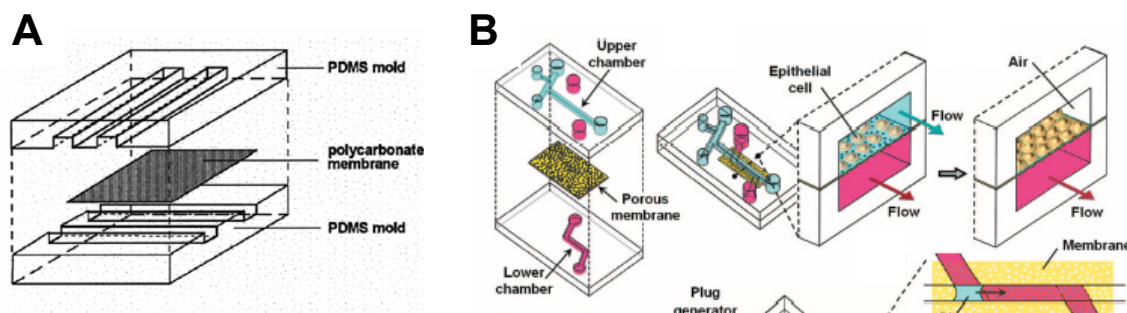 A
PDMS mold
polycarbonate
membrane
PDMS mold
B
Upper
chamber
Porous
membrane
Lower
chamber
Epithelial
cell
Flow
Flow
Air
Flow
Membrane
Plug
generator